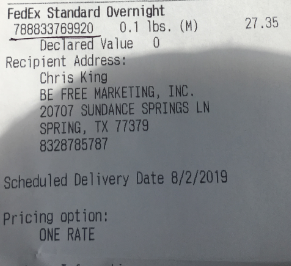 FedEx Standard Overnight
788833769920 0.1 lbs. (M) 27.35
Declared Value 0
Recipient Address:
Chris King
BE FREE MARKETING, INC.
20707 SUNDANCE SPRINGS LN
SPRING, TX 77379
8328785787
Scheduled Delivery Date 8/2/2019
Pricing option:
ONE RATE